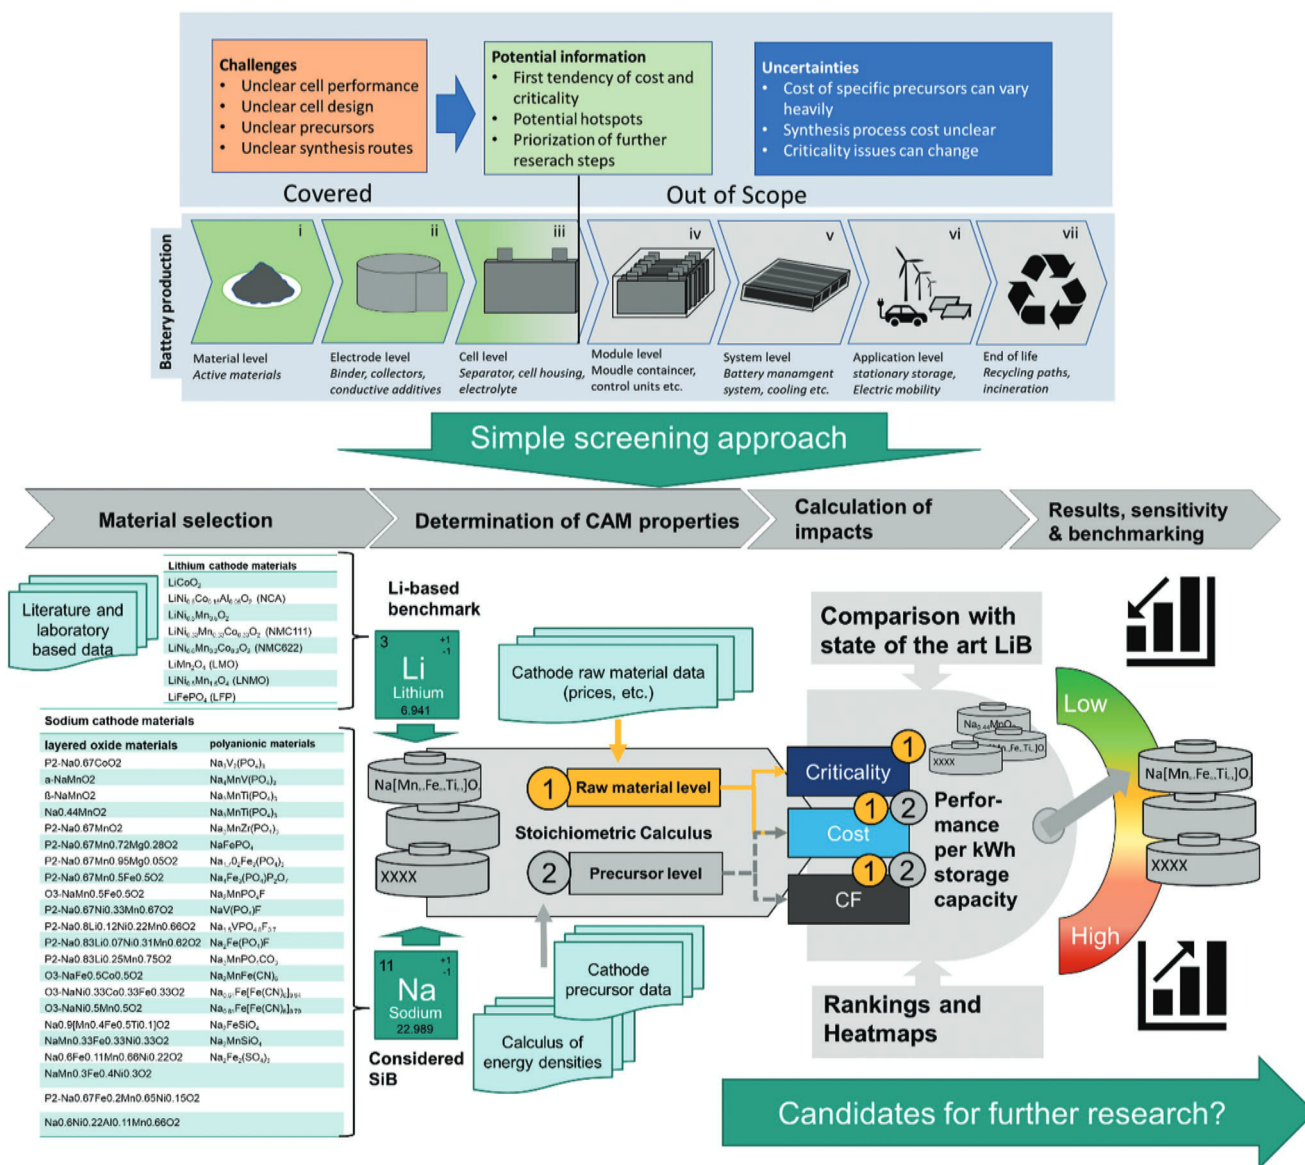 Challenges
• Unclear cell performance
• Unclear cell design
• Unclear precursors
• Unclear synthesis routes
Potential information
• First tendency of cost and
criticality
• Potential hotspots
• Priorization of further
reserach steps
Uncertainties
• Cost of specific precursors can vary
heavily
• Synthesis process cost unclear
• Criticality issues can change
Covered
Out of Scope
Battery production
i
ii
iii
iv
v
vi
vii
Material level
Active materials
Electrode level
Binder, collectors,
conductive additives
Cell level
Separator, cell housing,
electrolyte
Module level
Moudle containcer,
control units etc.
System level
Battery managment
system, cooling etc.
Application level
stationary storage,
Electric mobility
End of life
Recycling paths,
incineration
Simple screening approach
Material selection
Determination of CAM properties
Calculation of
impacts
Results, sensitivity
& benchmarking
Literature and
laboratory
based data
Lithium cathode materials
LiCoO₂
(NCA)
(NMC111)
(NMC622)
LiMn₂O₄ (LMO)
(LNMO)
LiFePO₄ (LFP)
Sodium cathode materials
layered oxide materials
P2-Na0.67CoO2
a-NaMnO2
ß-NaMnO2
Na0.44MnO2
P2-Na0.67MnO2
P2-Na0.67Mn0.72Mg0.28O2
P2-Na0.67Mn0.95Mg0.05O2
P2-Na0.67Mn0.5Fe0.5O2
O3-NaMn0.5Fe0.5O2
P2-Na0.67Ni0.33Mn0.67O2
P2-Na0.8Li0.12Ni0.22Mn0.66O2
P2-Na0.83Li0.07Ni0.31Mn0.62O2
P2-Na0.83Li0.25Mn0.75O2
O3-NaFe0.5Co0.5O2
O3-NaNi0.33Co0.33Fe0.33O2
O3-NaNi0.5Mn0.5O2
Na0.9[Mn0.4Fe0.5Ti0.1]O2
NaMn0.33Fe0.33Ni0.33O2
Na0.6Fe0.11Mn0.66Ni0.22O2
NaMn0.3Fe0.4Ni0.3O2
P2-Na0.67Fe0.2Mn0.65Ni0.15O2
Na0.6Ni0.22Al0.11Mn0.66O2
polyanionic materials
NaFePO₄
Li-based
benchmark
3
+1
-1
Li
Lithium
6.941
XXXX
11
+1
-1
Na
Sodium
22.989
Considered
SiB
Cathode raw material data
(prices, etc.)
1
Raw material level
Stoichiometric Calculus
2
Precursor level
Cathode
precursor data
Calculus of
energy densities
Comparison with
state of the art LiB
Criticality
1
Cost
1
2
CF
1
2
XXXX
Perfor-
mance
per kWh
storage
capacity
Rankings and
Heatmaps
Low
High
XXXX
Candidates for further research?